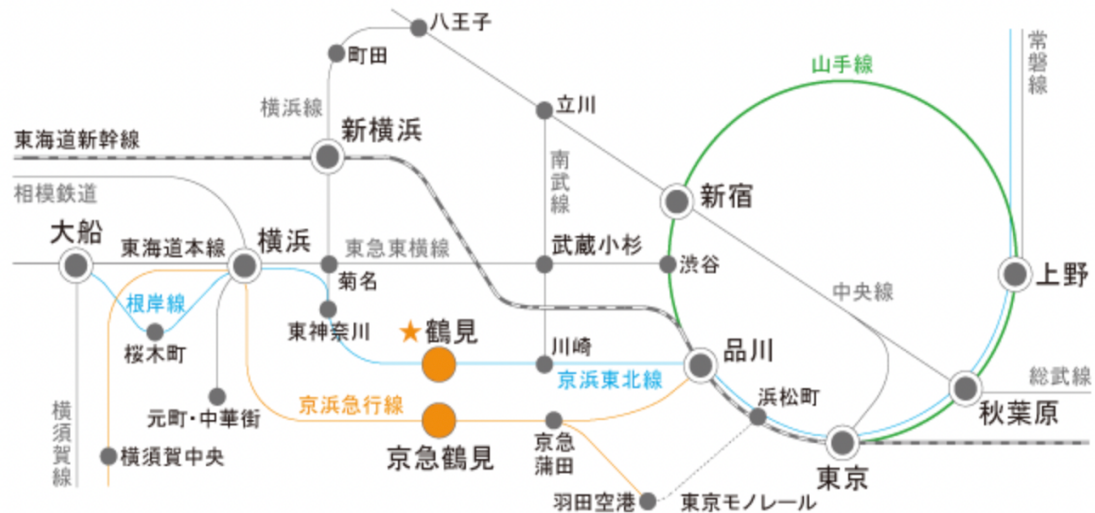 八王子
町田
山手線
常磐線
横浜線
立川
新横浜
東海道新幹線
南武線
相模鉄道
新宿
大船
東海道本線
横浜
東急東横線
武蔵小杉
渋谷
上野
菊名
中央線
根岸線
東神奈川
★鶴見
桜木町
川崎
品川
京浜東北線
総武線
浜松町
元町・中華街
京浜急行線
秋葉原
横須賀線
横須賀中央
京急鶴見
京急
蒲田
東京
羽田空港
東京モノレール